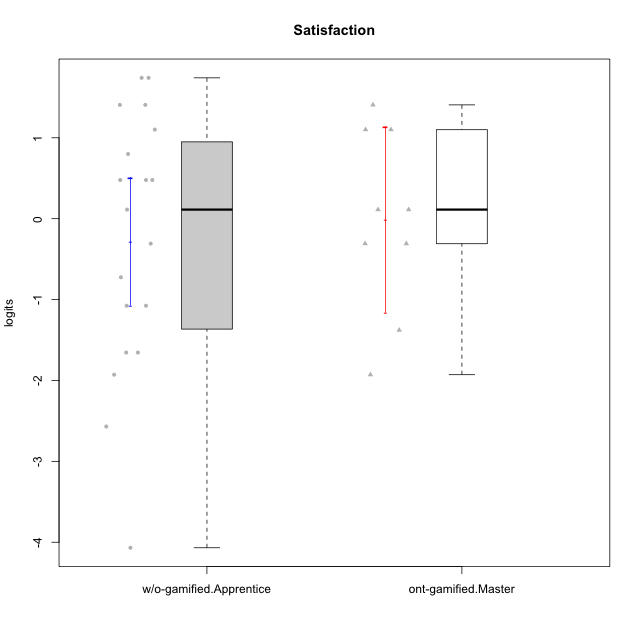 Satisfaction
logits
1
0
-1
-2
-3
-4
w/o-gamified.Apprentice
ont-gamified.Master